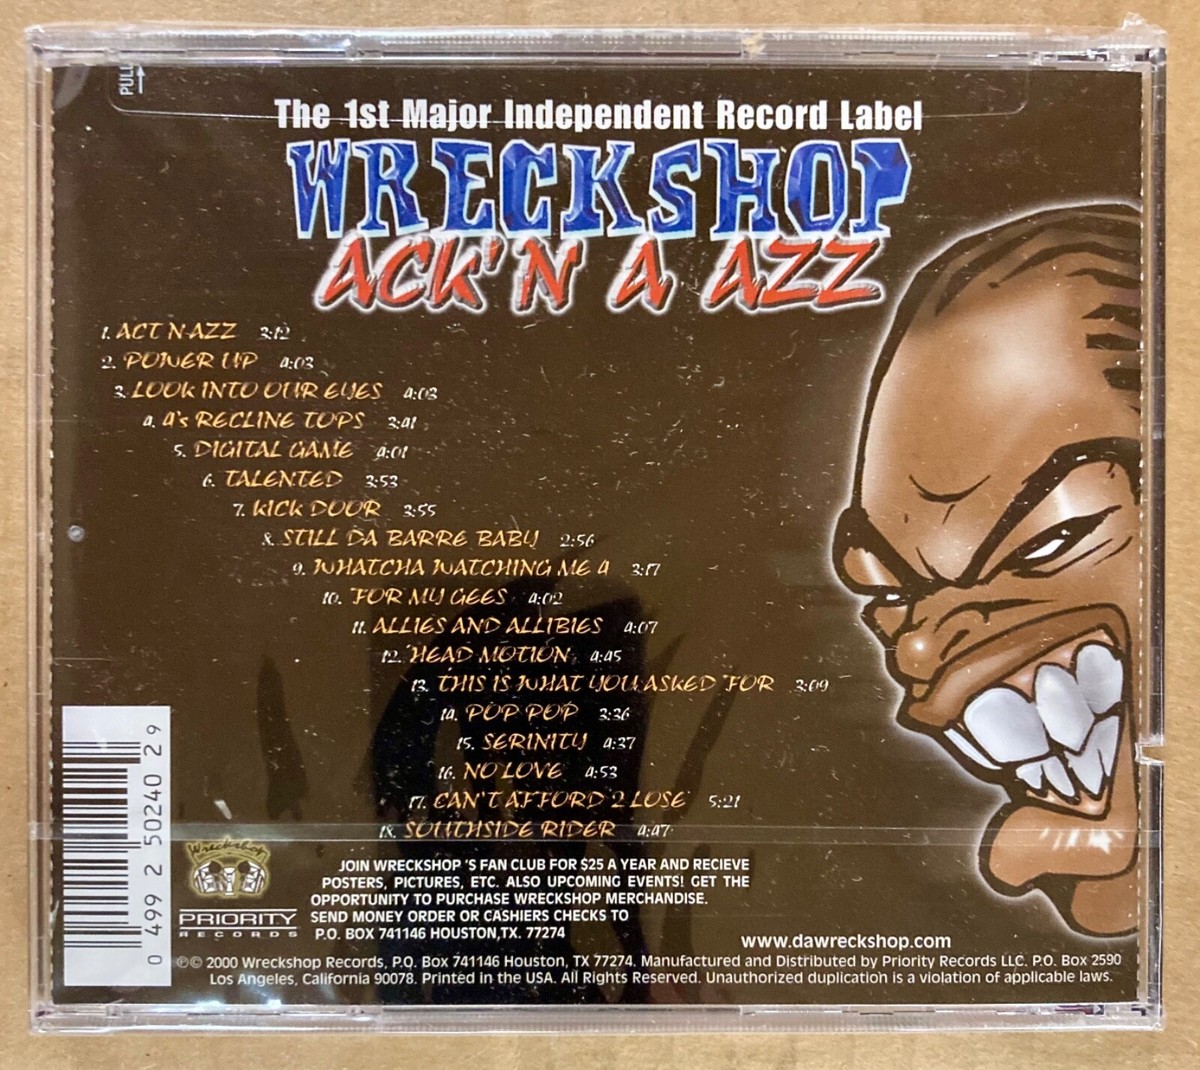 PULL
The 1st Major Independent Record Label
WRECKSHOP
ACK'N A AZZ
1. ACT N AZZ 3:12
2. POWER UP 4:03
3. LOOK INTO OUR EYES 4:03
4. 4's RECLINE TOPS 3:41
5. DIGITAL GAME 4:01
6. TALENTED 3:53
7. KICK DOOR 3:55
8. STILL DA BARRE BABY 2:56
9. WHATCHA WATCHING ME 4 3:17
10. FOR MY GEES 4:02
11. ALLIES AND ALLIBIES 4:07
12. HEAD MOTION 4:45
13. THIS IS WHAT YOU ASKED FOR 3:09
14. POP POP 3:36
15. SERINITY 4:37
16. NO LOVE 4:53
17. CAN'T AFFORD 2 LOSE 5:21
18. SOUTHSIDE RIDER 4:47
0 499 2 50240 2 9
Wreckshop
PRIORITY
RECORDS
JOIN WRECKSHOP 'S FAN CLUB FOR $25 A YEAR AND RECIEVE
POSTERS, PICTURES, ETC. ALSO UPCOMING EVENTS! GET THE
OPPORTUNITY TO PURCHASE WRECKSHOP MERCHANDISE.
SEND MONEY ORDER OR CASHIERS CHECKS TO
P.O. BOX 741146 HOUSTON,TX. 77274
www.dawreckshop.com
℗© 2000 Wreckshop Records, P.O. Box 741146 Houston, TX 77274. Manufactured and Distributed by Priority Records LLC. P.O. Box 2590
Los Angeles, California 90078. Printed in the USA. All Rights Reserved. Unauthorized duplication is a violation of applicable laws.